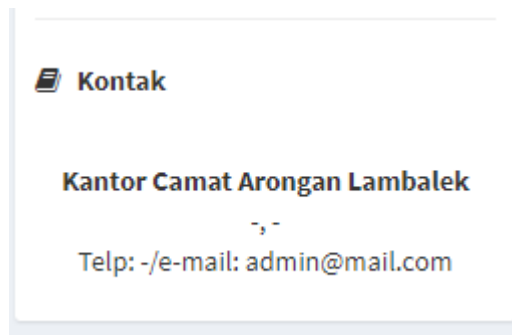 Kontak
Kantor Camat Arongan Lambalek
-, -
Telp: -/e-mail: admin@mail.com